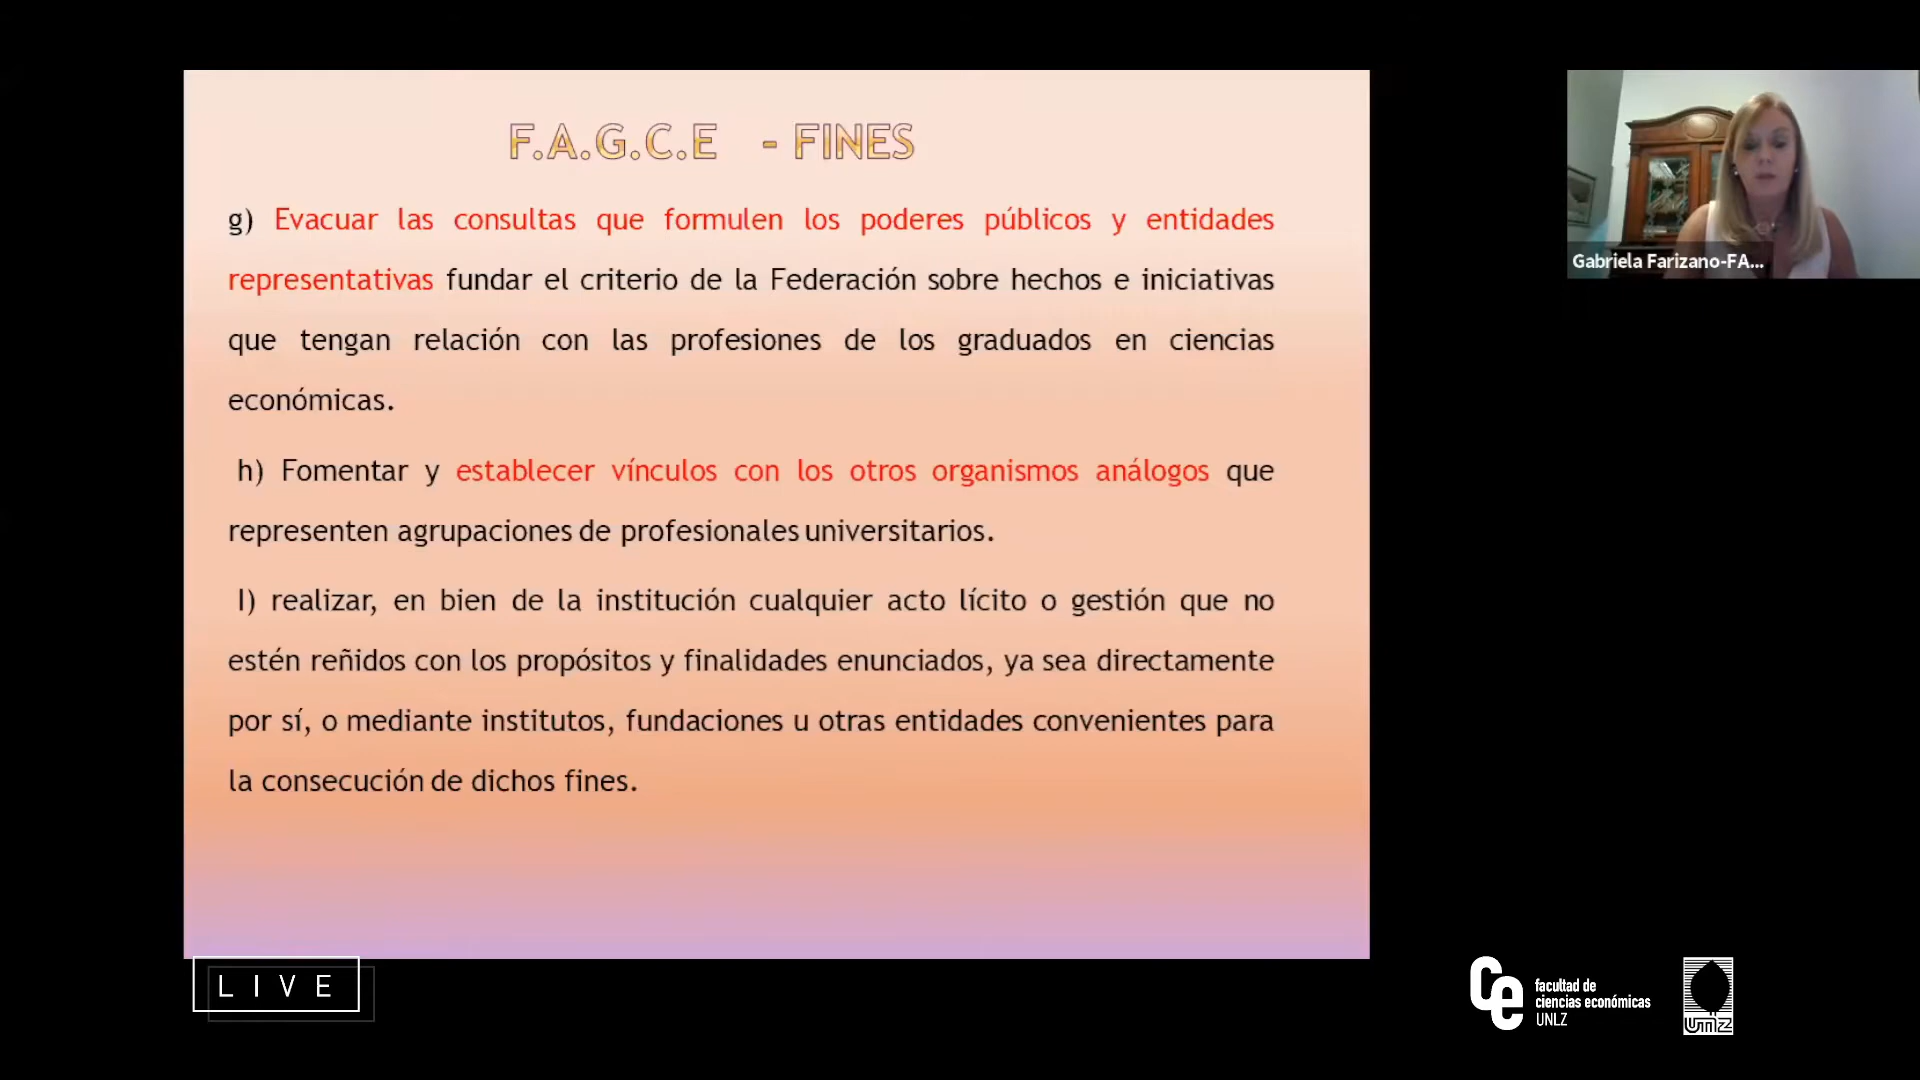 F.A.G.C.E - FINES
g) Evacuar las consultas que formulen los poderes públicos y entidades
representativas fundar el criterio de la Federación sobre hechos e iniciativas
que tengan relación con las profesiones de los graduados en ciencias
económicas.
h) Fomentar y establecer vínculos con los otros organismos análogos que
representen agrupaciones de profesionales universitarios.
I) realizar, en bien de la institución cualquier acto lícito o gestión que no
estén reñidos con los propósitos y finalidades enunciados, ya sea directamente
por sí, o mediante institutos, fundaciones u otras entidades convenientes para
la consecución de dichos fines.
Gabriela Farizano-FA...
LIVE
ce
facultad de
ciencias económicas
UNLZ
unlz